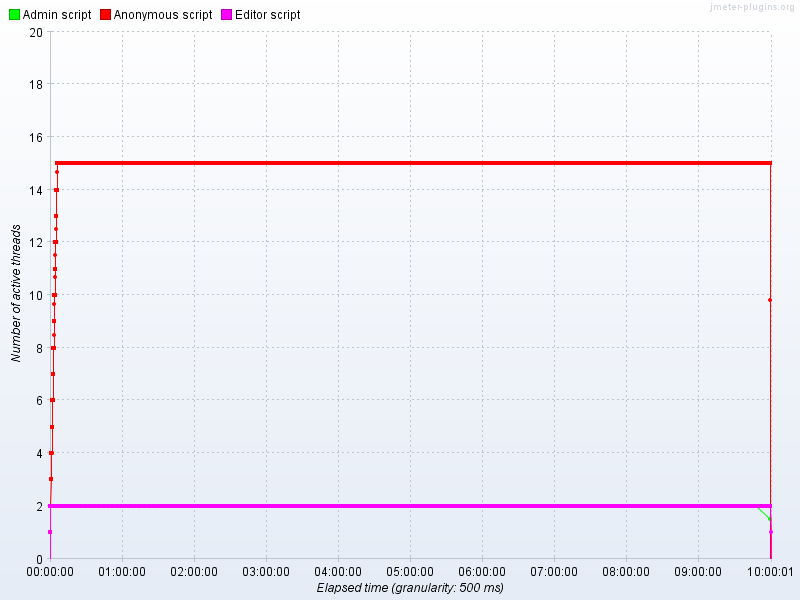 Admin script Anonymous script Editor script
jmeter-plugins.org
20
18
16
14
12
10
8
6
4
2
0
Number of active threads
00:00:00 01:00:00 02:00:00 03:00:00 04:00:00 05:00:00 06:00:00 07:00:00 08:00:00 09:00:00 10:00:01
Elapsed time (granularity: 500 ms)